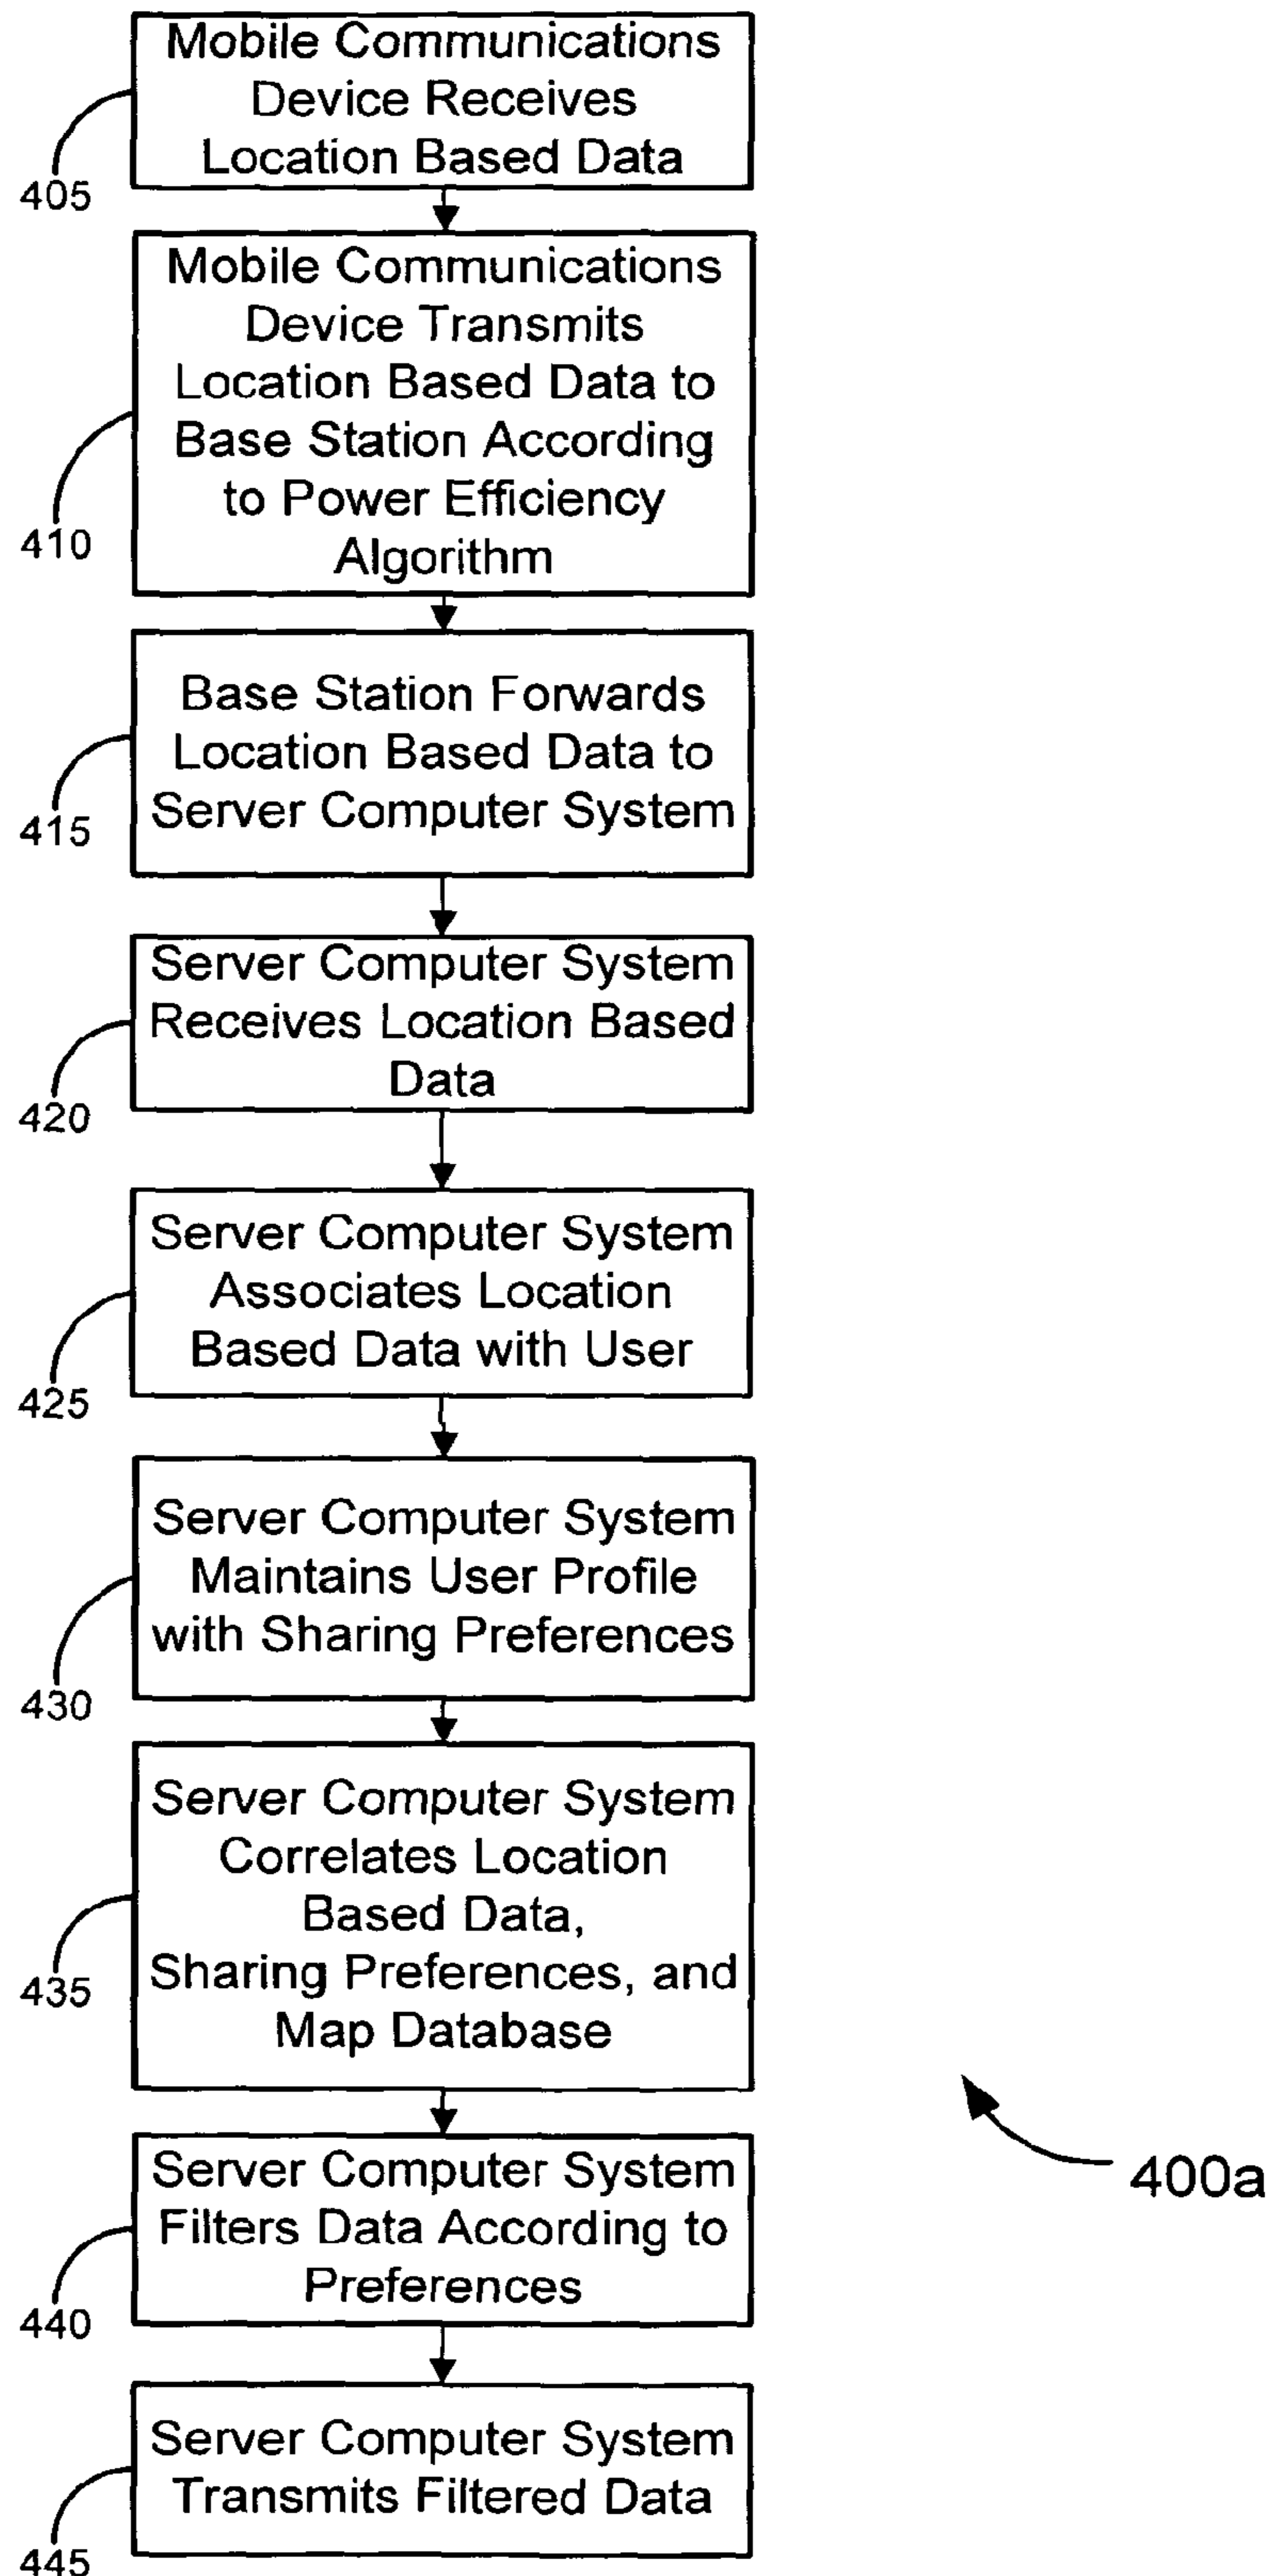 Mobile Communications
Device Receives
Location Based Data
405
Mobile Communications
Device Transmits
Location Based Data to
Base Station According
to Power Efficiency
Algorithm
410
Base Station Forwards
Location Based Data to
Server Computer System
415
Server Computer System
Receives Location Based
Data
420
Server Computer System
Associates Location
Based Data with User
425
Server Computer System
Maintains User Profile
with Sharing Preferences
430
Server Computer System
Correlates Location
Based Data,
Sharing Preferences, and
Map Database
435
400a
Server Computer System
Filters Data According to
Preferences
440
Server Computer System
Transmits Filtered Data
445